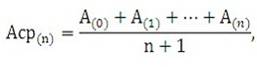 Acp₍ₙ₎ = (A₍₀₎ + A₍₁₎ + ⋯ + A₍ₙ₎) / (n + 1),